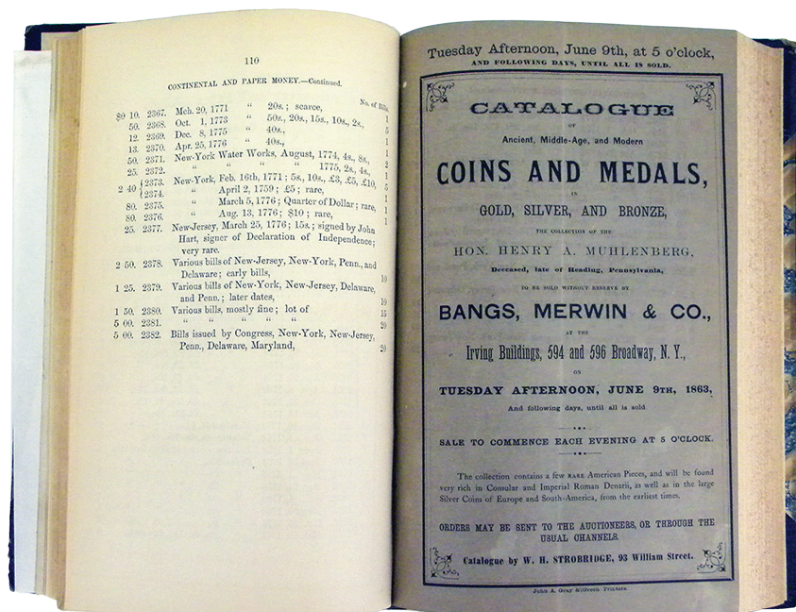 110
CONTINENTAL AND PAPER MONEY.—Continued.
No. of Bills.
$0 10. 2367. Mch. 20, 1771 " 20s.; scarce, 1
50. 2368. Oct. 1, 1773 " 50s., 20s., 15s., 10s., 2s., 5
12. 2369. Dec. 8, 1775 " 40s., 1
13. 2370. Apr. 25, 1776 " 40s., 1
50. 2371. New-York Water Works, August, 1774, 4s., 8s.,
25. 2372. " " " " 1775, 2s., 4s.,
2 40 { 2373. New-York, Feb. 16th, 1771; 5s., 10s., £3, £5, £10,
{ 2374. " April 2, 1759; £5; rare,
80. 2375. " March 5, 1776; Quarter of Dollar; rare, 1
80. 2376. " Aug. 13, 1776; $10; rare, 1
25. 2377. New-Jersey, March 25, 1776; 15s.; signed by John
Hart, signer of Declaration of Independence;
very rare.
2 50. 2378. Various bills of New-Jersey, New-York, Penn., and
Delaware; early bills, 10
1 25. 2379. Various bills of New-York, New-Jersey, Delaware,
and Penn.; later dates, 10
1 50. 2380. Various bills, mostly fine; lot of 15
5 00. 2381. " " " " " 20
5 00. 2382. Bills issued by Congress, New-York, New-Jersey,
Penn., Delaware, Maryland, 20
Tuesday Afternoon, June 9th, at 5 o'clock,
AND FOLLOWING DAYS, UNTIL ALL IS SOLD.
CATALOGUE
OF
Ancient, Middle-Age, and Modern
COINS AND MEDALS,
IN
GOLD, SILVER, AND BRONZE,
THE COLLECTION OF THE
HON. HENRY A. MUHLENBERG,
Deceased, late of Reading, Pennsylvania,
TO BE SOLD WITHOUT RESERVE BY
BANGS, MERWIN & CO.,
AT THE
Irving Buildings, 594 and 596 Broadway, N. Y.,
ON
TUESDAY AFTERNOON, JUNE 9TH, 1863,
And following days, until all is sold
SALE TO COMMENCE EACH EVENING AT 5 O'CLOCK.
The collection contains a few RARE American Pieces, and will be found
very rich in Consular and Imperial Roman Denarii, as well as in the large
Silver Coins of Europe and South-America, from the earliest times.
ORDERS MAY BE SENT TO THE AUCTIONEERS, OR THROUGH THE
USUAL CHANNELS.
Catalogue by W. H. STROBRIDGE, 93 William Street.
John A. Gray Printers.